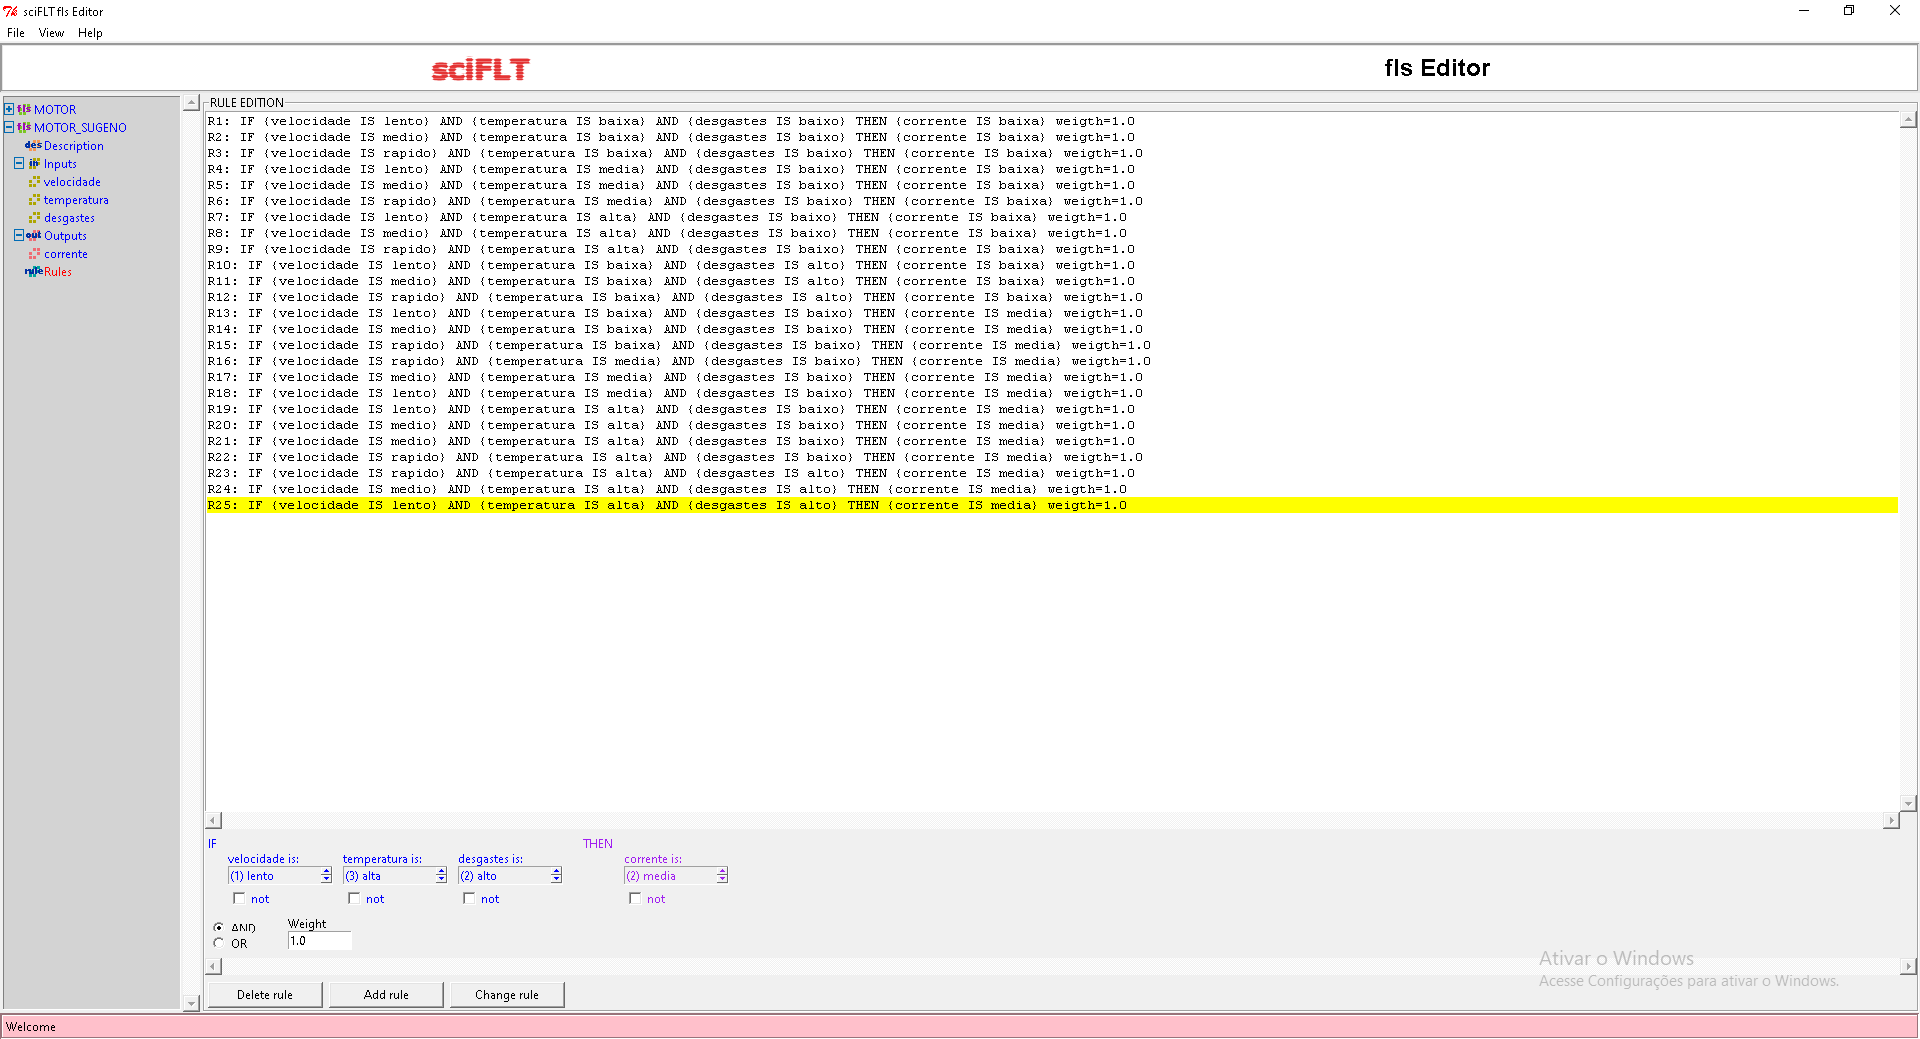 sciFLT fls Editor
File View Help
sciFLT
fls Editor
fls MOTOR
fls MOTOR_SUGENO
des Description
in Inputs
velocidade
temperatura
desgastes
out Outputs
corrente
rule Rules
RULE EDITION
R1: IF {velocidade IS lento} AND {temperatura IS baixa} AND {desgastes IS baixo} THEN {corrente IS baixa} weigth=1.0
R2: IF {velocidade IS medio} AND {temperatura IS baixa} AND {desgastes IS baixo} THEN {corrente IS baixa} weigth=1.0
R3: IF {velocidade IS rapido} AND {temperatura IS baixa} AND {desgastes IS baixo} THEN {corrente IS baixa} weigth=1.0
R4: IF {velocidade IS lento} AND {temperatura IS media} AND {desgastes IS baixo} THEN {corrente IS baixa} weigth=1.0
R5: IF {velocidade IS medio} AND {temperatura IS media} AND {desgastes IS baixo} THEN {corrente IS baixa} weigth=1.0
R6: IF {velocidade IS rapido} AND {temperatura IS media} AND {desgastes IS baixo} THEN {corrente IS baixa} weigth=1.0
R7: IF {velocidade IS lento} AND {temperatura IS alta} AND {desgastes IS baixo} THEN {corrente IS baixa} weigth=1.0
R8: IF {velocidade IS medio} AND {temperatura IS alta} AND {desgastes IS baixo} THEN {corrente IS baixa} weigth=1.0
R9: IF {velocidade IS rapido} AND {temperatura IS alta} AND {desgastes IS baixo} THEN {corrente IS baixa} weigth=1.0
R10: IF {velocidade IS lento} AND {temperatura IS baixa} AND {desgastes IS alto} THEN {corrente IS baixa} weigth=1.0
R11: IF {velocidade IS medio} AND {temperatura IS baixa} AND {desgastes IS alto} THEN {corrente IS baixa} weigth=1.0
R12: IF {velocidade IS rapido} AND {temperatura IS baixa} AND {desgastes IS alto} THEN {corrente IS baixa} weigth=1.0
R13: IF {velocidade IS lento} AND {temperatura IS baixa} AND {desgastes IS baixo} THEN {corrente IS media} weigth=1.0
R14: IF {velocidade IS medio} AND {temperatura IS baixa} AND {desgastes IS baixo} THEN {corrente IS media} weigth=1.0
R15: IF {velocidade IS rapido} AND {temperatura IS baixa} AND {desgastes IS baixo} THEN {corrente IS media} weigth=1.0
R16: IF {velocidade IS rapido} AND {temperatura IS media} AND {desgastes IS baixo} THEN {corrente IS media} weigth=1.0
R17: IF {velocidade IS medio} AND {temperatura IS media} AND {desgastes IS baixo} THEN {corrente IS media} weigth=1.0
R18: IF {velocidade IS lento} AND {temperatura IS media} AND {desgastes IS baixo} THEN {corrente IS media} weigth=1.0
R19: IF {velocidade IS lento} AND {temperatura IS alta} AND {desgastes IS baixo} THEN {corrente IS media} weigth=1.0
R20: IF {velocidade IS medio} AND {temperatura IS alta} AND {desgastes IS baixo} THEN {corrente IS media} weigth=1.0
R21: IF {velocidade IS medio} AND {temperatura IS alta} AND {desgastes IS baixo} THEN {corrente IS media} weigth=1.0
R22: IF {velocidade IS rapido} AND {temperatura IS alta} AND {desgastes IS baixo} THEN {corrente IS media} weigth=1.0
R23: IF {velocidade IS rapido} AND {temperatura IS alta} AND {desgastes IS alto} THEN {corrente IS media} weigth=1.0
R24: IF {velocidade IS medio} AND {temperatura IS alta} AND {desgastes IS alto} THEN {corrente IS media} weigth=1.0
R25: IF {velocidade IS lento} AND {temperatura IS alta} AND {desgastes IS alto} THEN {corrente IS media} weigth=1.0
IF THEN
velocidade is: temperatura is: desgastes is: corrente is:
(1) lento (3) alta (2) alto (2) media
not not not not
AND Weight
OR 1.0
Ativar o Windows
Acesse Configurações para ativar o Windows.
Delete rule Add rule Change rule
Welcome